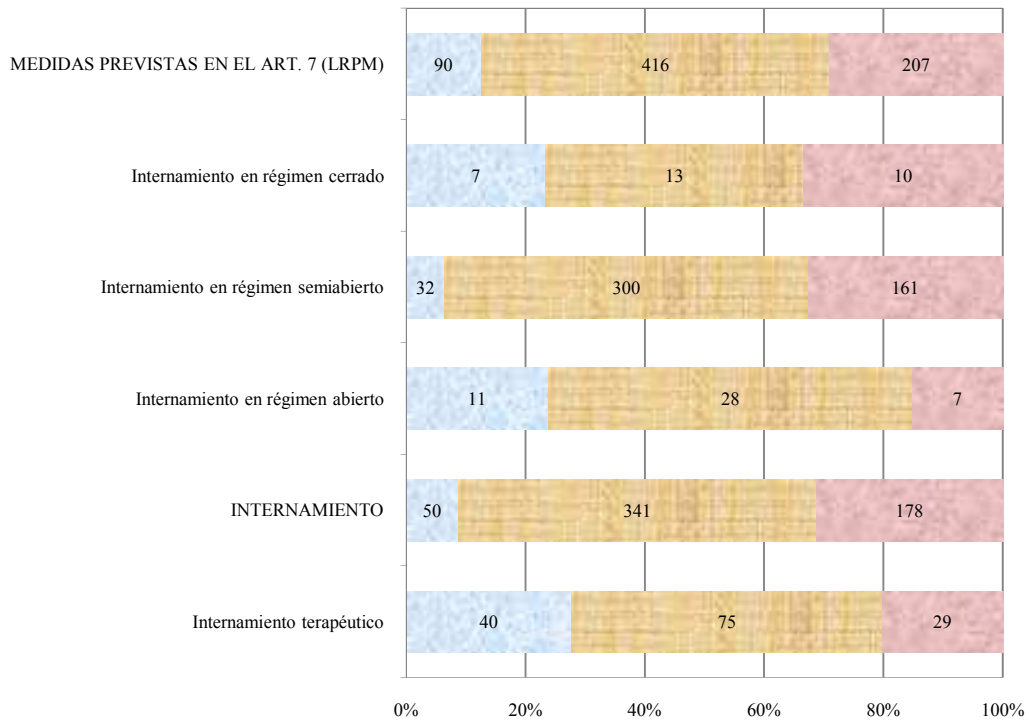 MEDIDAS PREVISTAS EN EL ART. 7 (LRPM) 90 416 207
Internamiento en régimen cerrado 7 13 10
Internamiento en régimen semiabierto 32 300 161
Internamiento en régimen abierto 11 28 7
INTERNAMIENTO 50 341 178
Internamiento terapéutico 40 75 29
0% 20% 40% 60% 80% 100%